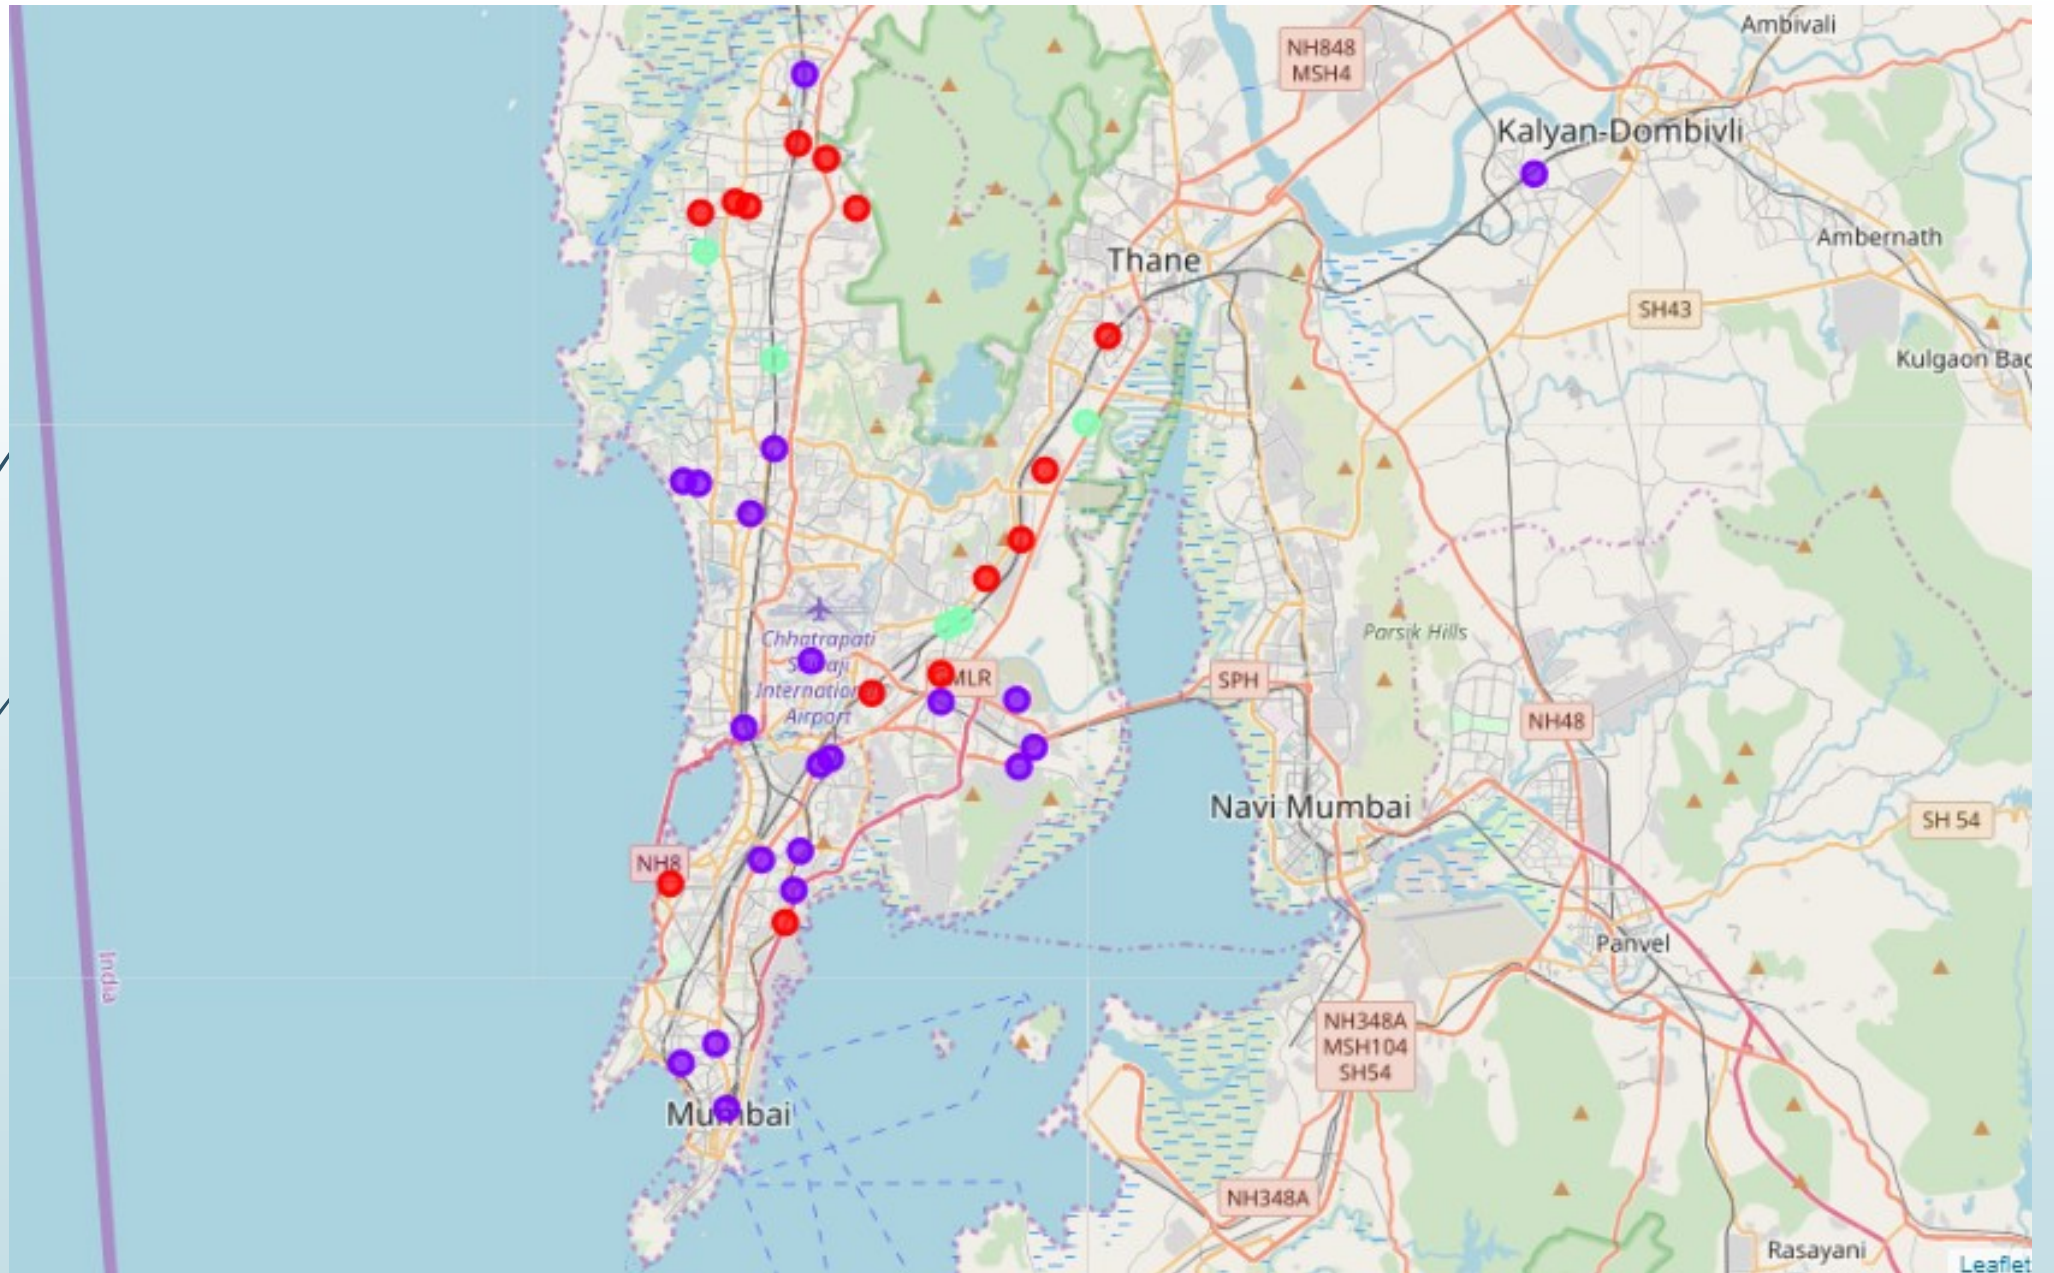 Ambivali
NH848
MSH4
Kalyan-Dombivli
Ambernath
Thane
SH43
Kulgaon Bad
Chhatrapati
Internation
Airport
Parsik Hills
MLR
SPH
NH48
Navi Mumbai
SH 54
NH8
Panvel
India
NH348A
MSH104
SH54
Mumbai
NH348A
Rasayani
Leaflet